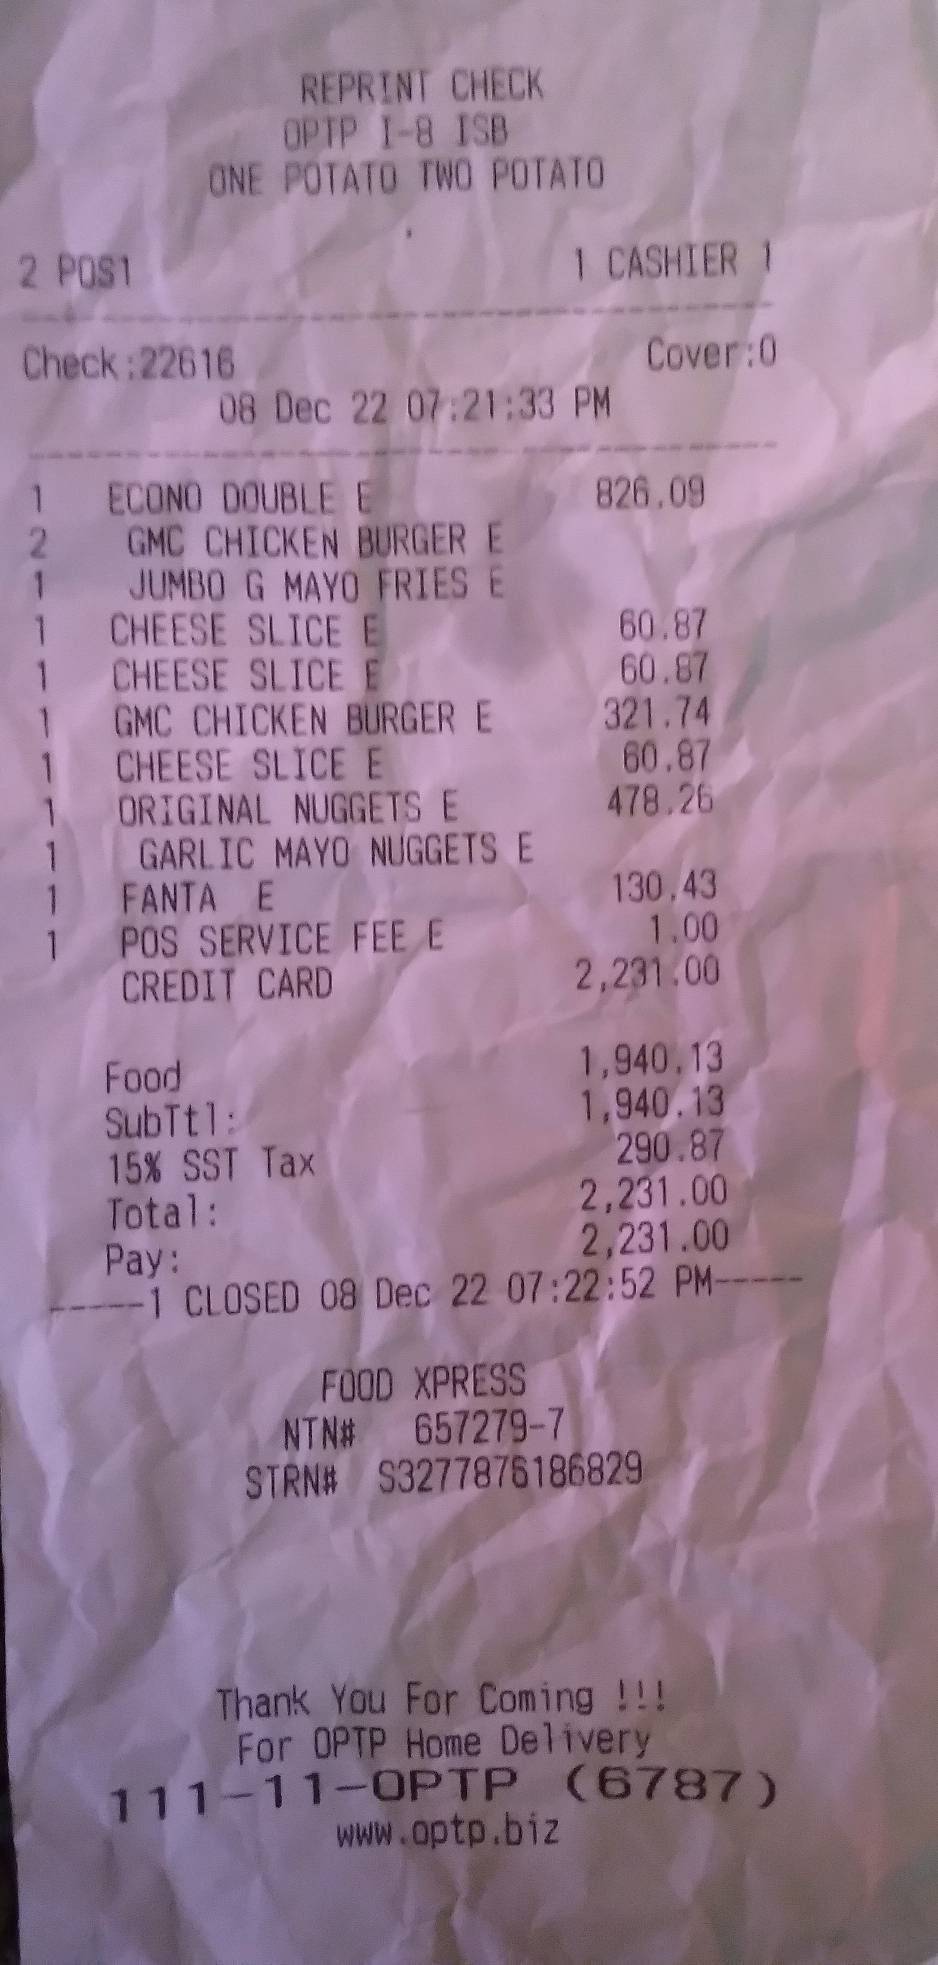 REPRINT CHECK
OPTP I-8 ISB
ONE POTATO TWO POTATO
2 POS1 1 CASHIER 1
Check:22616 Cover:0
08 Dec 22 07:21:33 PM
1 ECONO DOUBLE E 826.09
2 GMC CHICKEN BURGER E
1 JUMBO G MAYO FRIES E
1 CHEESE SLICE E 60.87
1 CHEESE SLICE E 60.87
1 GMC CHICKEN BURGER E 321.74
1 CHEESE SLICE E 60.87
1 ORIGINAL NUGGETS E 478.26
1 GARLIC MAYO NUGGETS E
1 FANTA E 130.43
1 POS SERVICE FEE E 1.00
CREDIT CARD 2,231.00
Food 1,940.13
SubTtl: 1,940.13
15% SST Tax 290.87
Total: 2,231.00
Pay: 2,231.00
-----1 CLOSED 08 Dec 22 07:22:52 PM-----
FOOD XPRESS
NTN# 657279-7
STRN# S3277876186829
Thank You For Coming !!!
For OPTP Home Delivery
111-11-OPTP (6787)
www.optp.biz